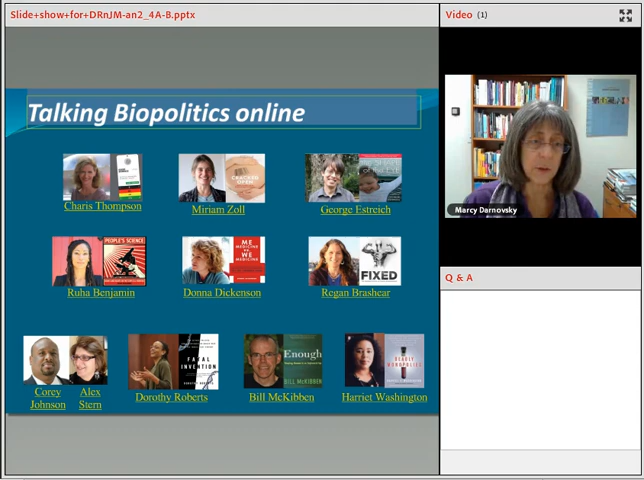 Slide+show+for+DRnJM-an2_4A-B.pptx
Video (1)
Talking Biopolitics online
CRACKED
OPEN
Charis Thompson
Miriam Zoll
George Estreich
PEOPLE'S SCIENCE
ME
MEDICINE
VS.
WE
MEDICINE
FIXED
Ruha Benjamin
Donna Dickenson
Regan Brashear
FATAL
INVENTION
Enough
BILL McKIBBEN
DEADLY
MONOPOLIES
Corey
Johnson
Alex
Stern
Dorothy Roberts
Bill McKibben
Harriet Washington
Marcy Darnovsky
Q & A